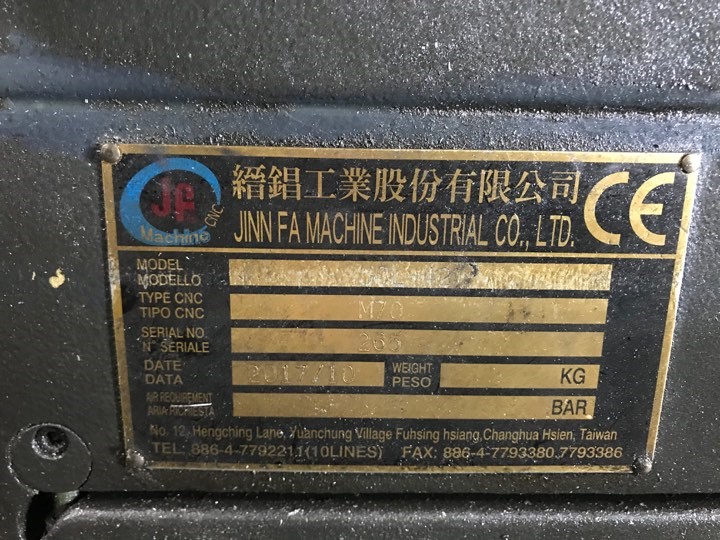 JF
CNC
Machine
縉錩工業股份有限公司
JINN FA MACHINE INDUSTRIAL CO., LTD.
CE
MODEL
MODELLO
TYPE CNC
TIPO CNC
M70
SERIAL NO.
N° SERIALE
DATE
DATA
2017/10
WEIGHT
PESO
KG
AIR REQUIREMENT
ARIA RICHIESTA
BAR
No. 12, Hengching Lane, Yuanchung Village Fuhsing hsiang,Changhua Hsien, Taiwan
TEL: 886-4-7792211(10LINES) FAX: 886-4-7793380.7793386